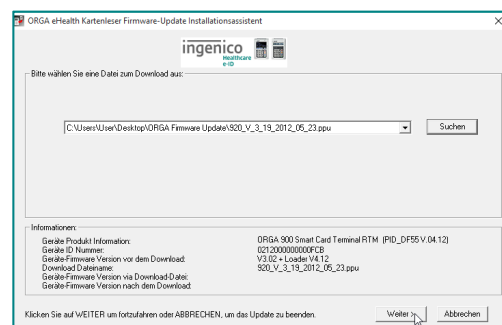 ORGA eHealth Kartenleser Firmware-Update Installationsassistent
ingenico
Healthcare
e-ID
Bitte wählen Sie eine Datei zum Download aus:
C:\Users\User\Desktop\ORGA Firmware Update\920_V_3_19_2012_05_23.ppu
Suchen
Informationen:
Geräte Produkt Information: ORGA 900 Smart Card Terminal RTM (PID_DF55 V.04.12)
Geräte ID Nummer: 0212000000000FCB
Geräte-Firmware Version vor dem Download: V3.02 + Loader V4.12
Download Dateiname: 920_V_3_19_2012_05_23.ppu
Geräte-Firmware Version via Download-Datei:
Geräte-Firmware Version nach dem Download:
Klicken Sie auf WEITER um fortzufahren oder ABBRECHEN, um das Update zu beenden.
Weiter >
Abbrechen